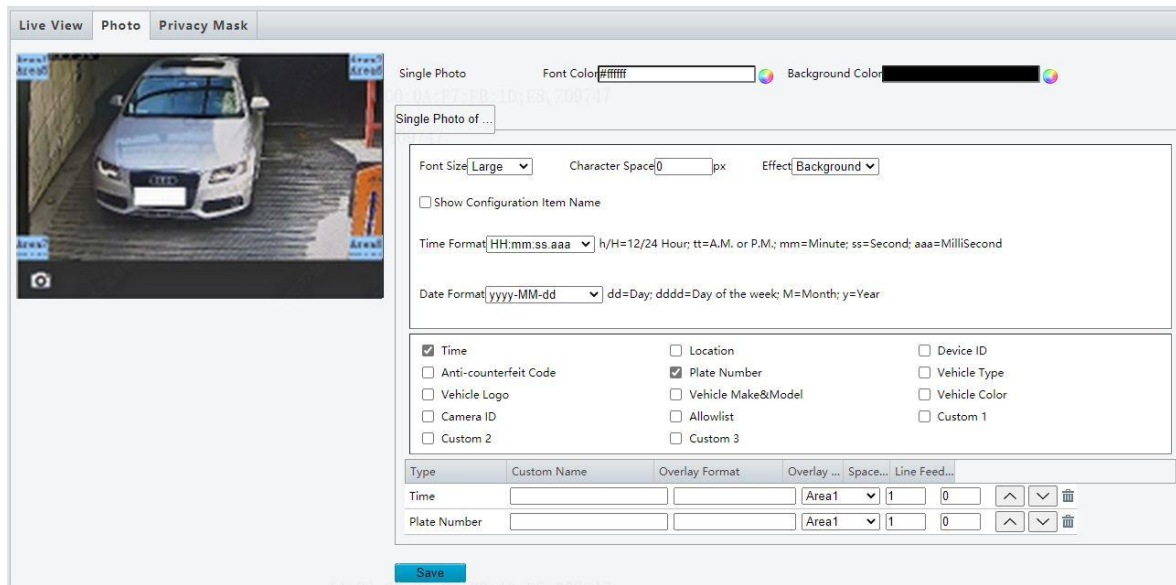 Live View Photo Privacy Mask
Area1
Area5
Area7
Area8
Single Photo Font Color #ffffff Background Color
Single Photo of ...
Font Size Large Character Space 0 px Effect Background
Show Configuration Item Name
Time Format HH:mm:ss.aaa h/H=12/24 Hour; tt=A.M. or P.M.; mm=Minute; ss=Second; aaa=MilliSecond
Date Format yyyy-MM-dd dd=Day; dddd=Day of the week; M=Month; y=Year
Time Location Device ID
Anti-counterfeit Code Plate Number Vehicle Type
Vehicle Logo Vehicle Make&Model Vehicle Color
Camera ID Allowlist Custom 1
Custom 2 Custom 3
Type Custom Name Overlay Format Overlay ... Space... Line Feed...
Time Area1 1 0
Plate Number Area1 1 0
Save